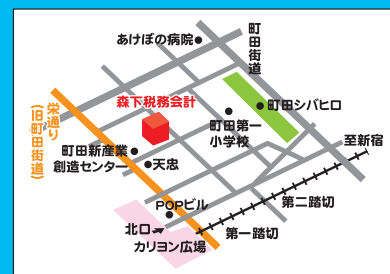 あけぼの病院
町田街道
栄通り
(旧町田街道)
森下税務会計
町田シバヒロ
町田第一
小学校
町田新産業
創造センター
天忠
至新宿
POPビル
第二踏切
北口
第一踏切
カリヨン広場